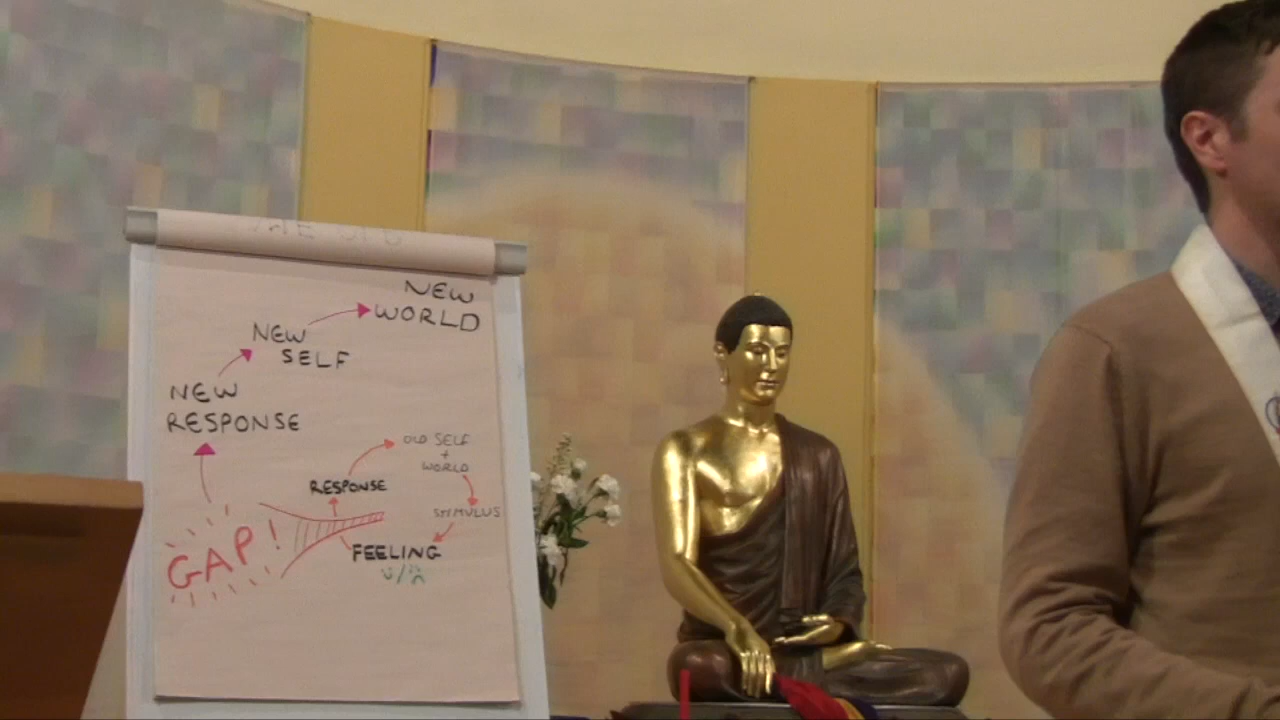 NEW
WORLD
NEW
SELF
NEW
RESPONSE
OLD SELF
+
WORLD
RESPONSE
STIMULUS
GAP!
FEELING